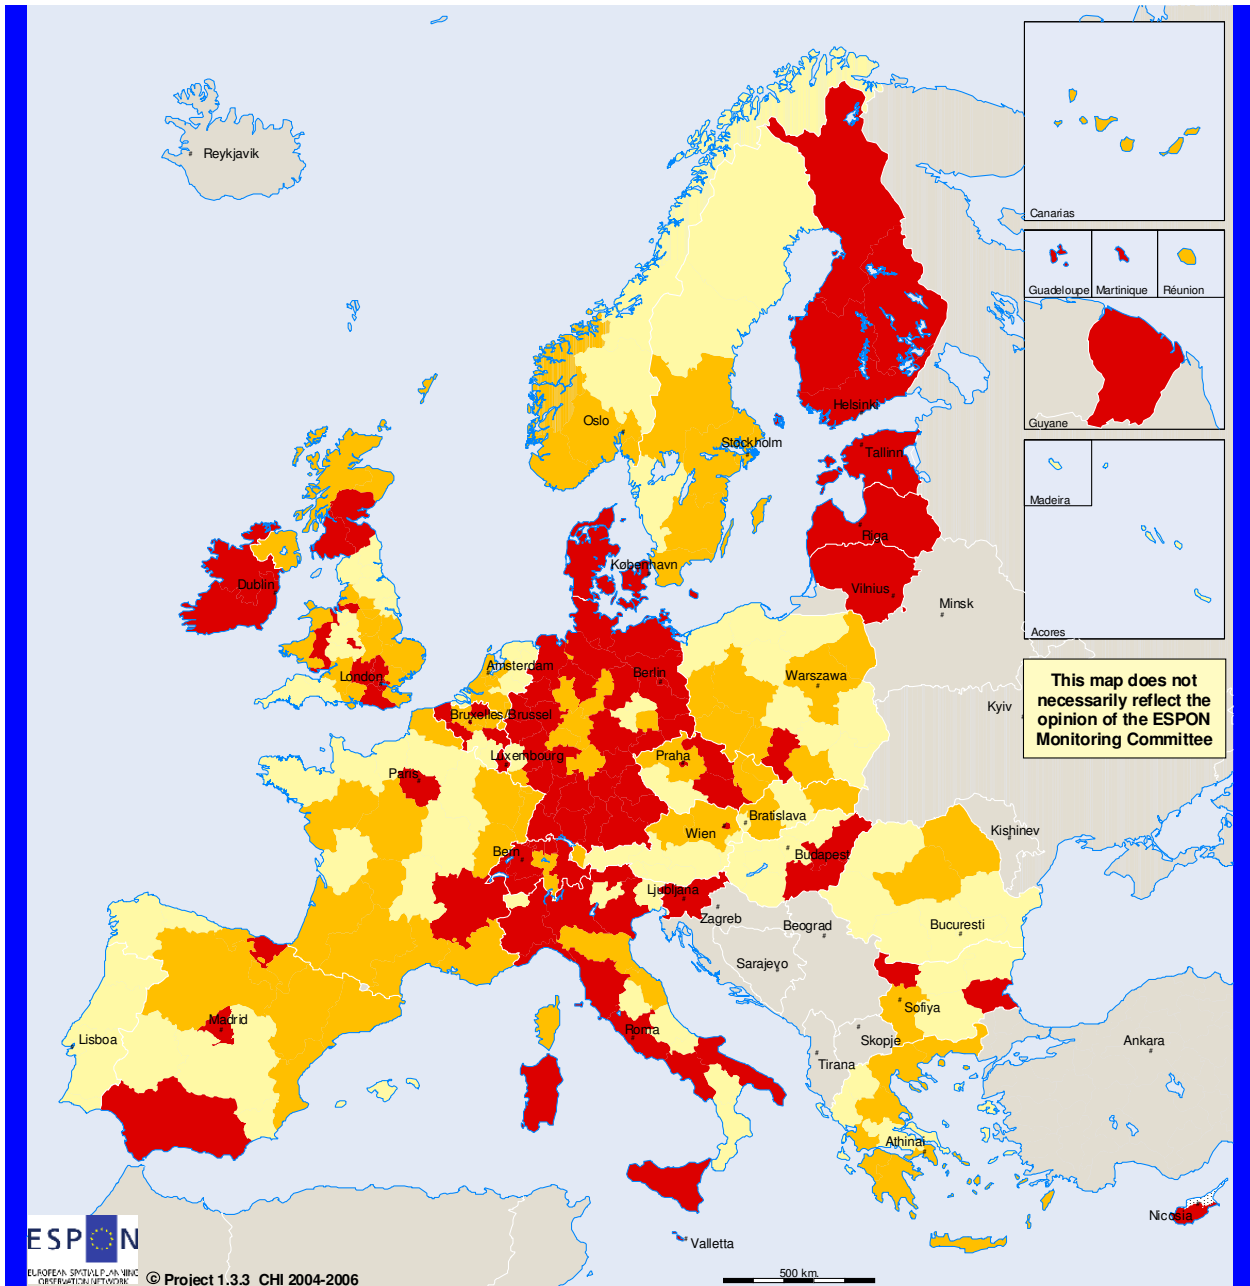 Reykjavik
Canarias
Guadeloupe
Martinique
Réunion
Guyane
Helsinki
Oslo
Stockholm
Tallinn
Madeira
Riga
København
Dublin
Vilnius
Minsk
Acores
Amsterdam
Berlin
London
Warszawa
This map does not
necessarily reflect the
opinion of the ESPON
Monitoring Committee
Kyiv
Bruxelles/Brussel
Luxembourg
Praha
Paris
Bratislava
Wien
Kishinev
Bern
Budapest
Ljubljana
Zagreb
Beograd
Bucuresti
Sarajevo
Sofiya
Madrid
Roma
Lisboa
Skopje
Ankara
Tirana
Athinai
Nicosia
Valletta
ESPON
EUROPEAN SPATIAL PLANNING
OBSERVATION NETWORK
© Project 1.3.3 CHI 2004-2006
500 km.